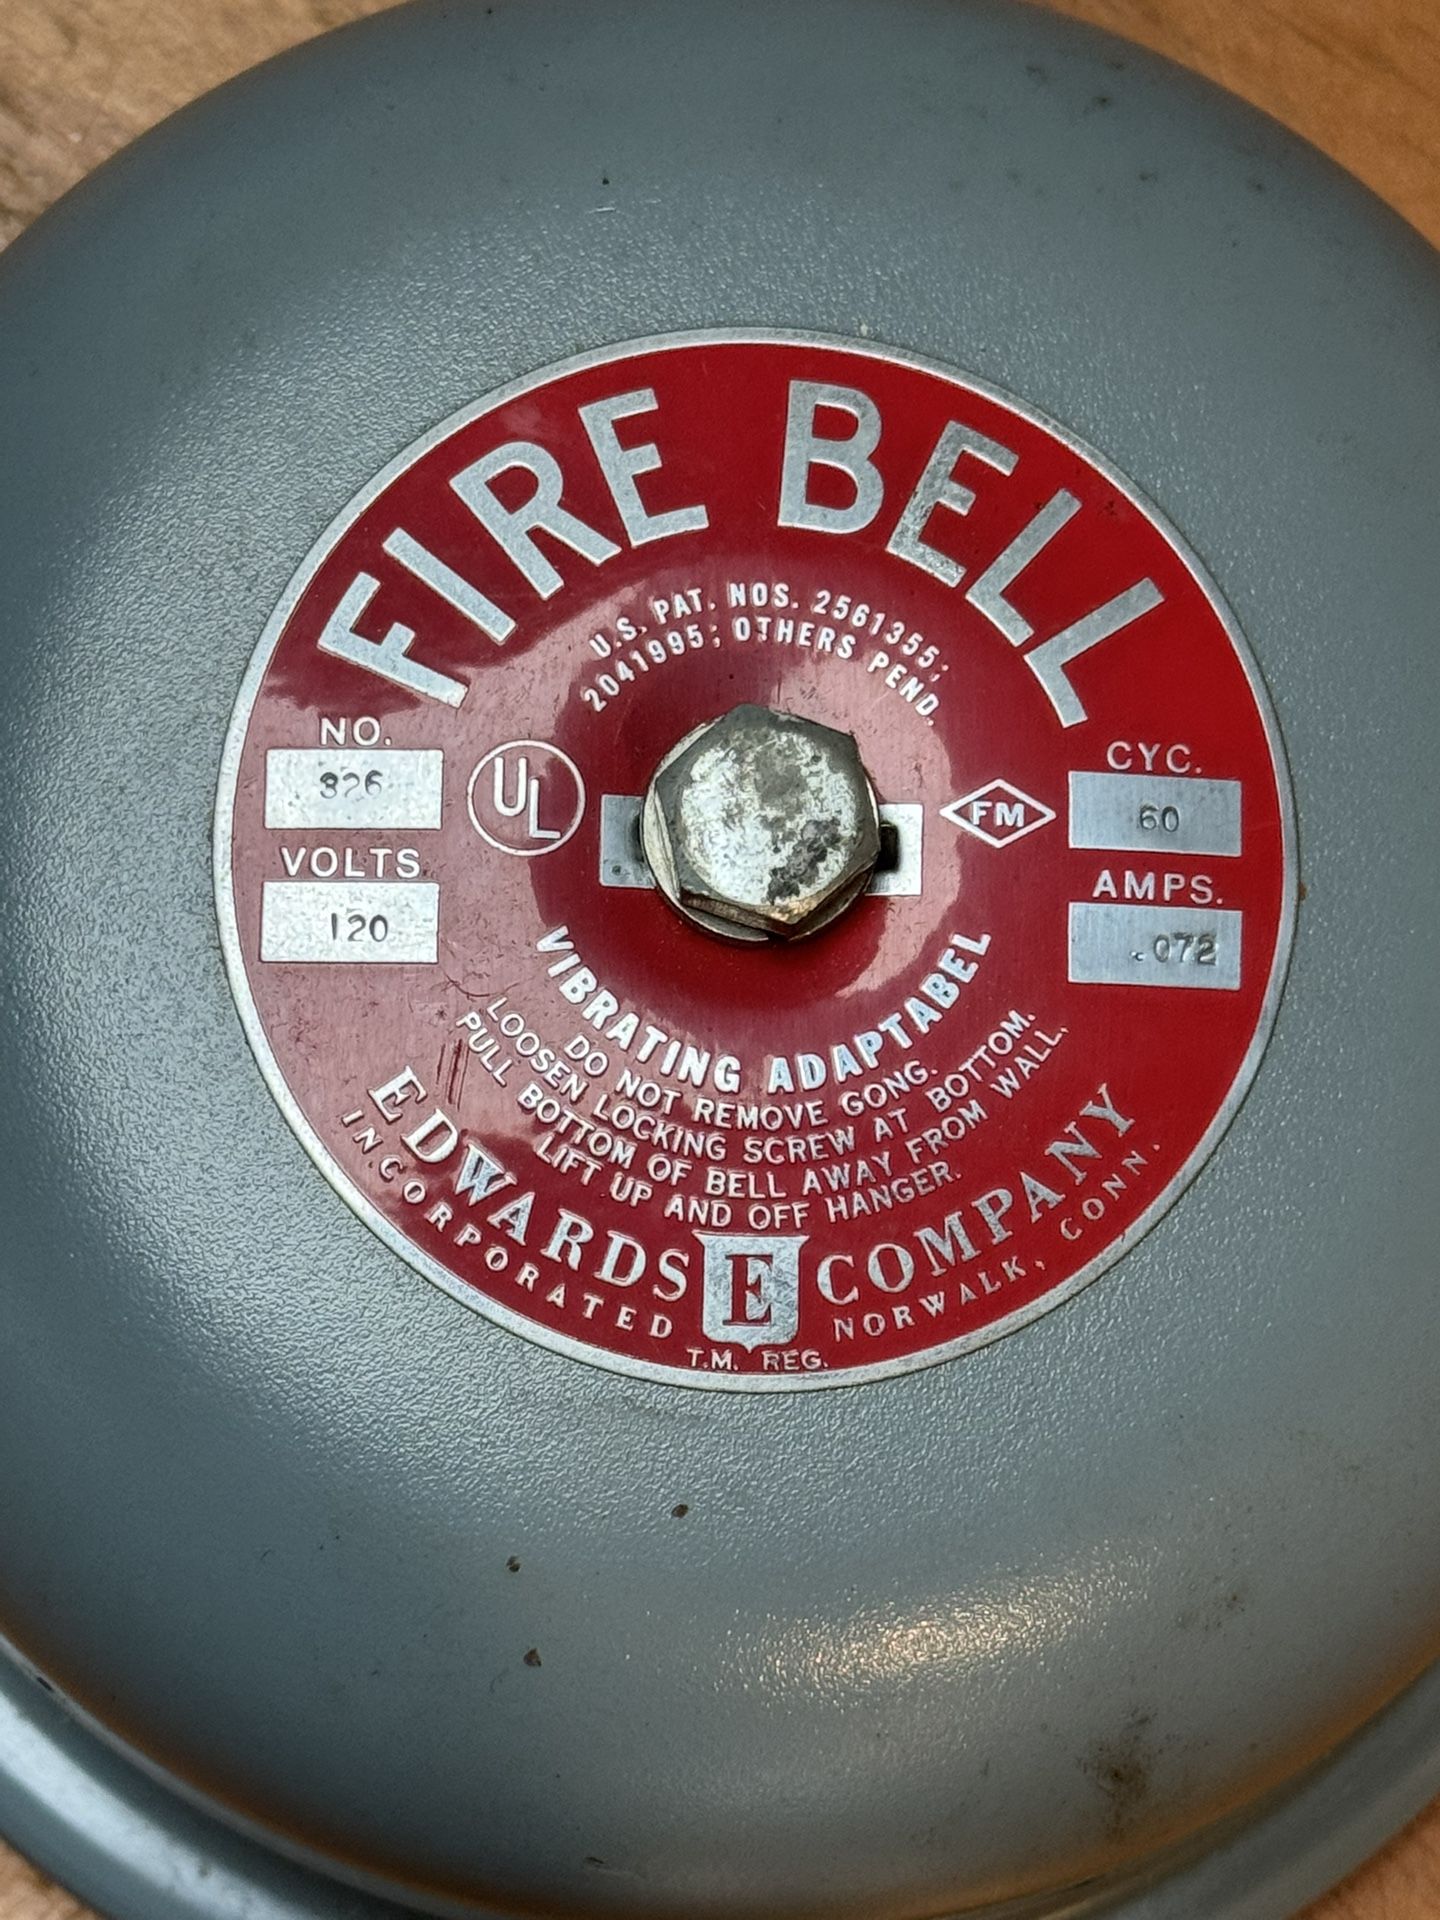 FIRE BELL
U.S. PAT. NOS. 2561355;
2041995; OTHERS PEND.
NO.
326
VOLTS
120
UL
FM
CYC.
60
AMPS.
.072
VIBRATING ADAPTABEL
DO NOT REMOVE GONG.
LOOSEN LOCKING SCREW AT BOTTOM.
PULL BOTTOM OF BELL AWAY FROM WALL.
LIFT UP AND OFF HANGER.
EDWARDS E COMPANY
INCORPORATED NORWALK, CONN.
T.M. REG.